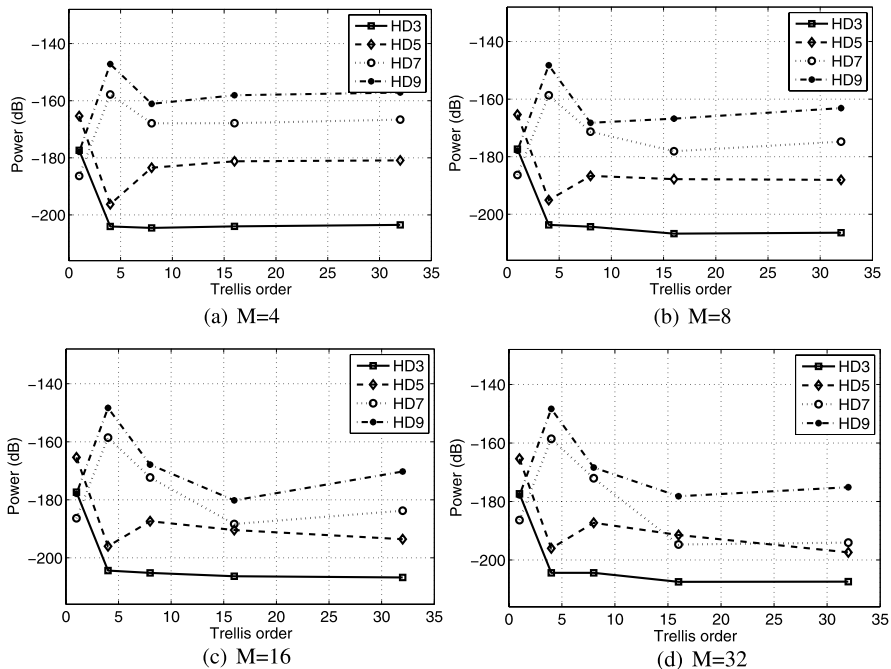 −140
−160
−180
−200
Power (dB)
0 5 10 15 20 25 30 35
Trellis order
HD3
HD5
HD7
HD9
(a) M=4
−140
−160
−180
−200
Power (dB)
0 5 10 15 20 25 30 35
Trellis order
HD3
HD5
HD7
HD9
(b) M=8
−140
−160
−180
−200
Power (dB)
0 5 10 15 20 25 30 35
Trellis order
HD3
HD5
HD7
HD9
(c) M=16
−140
−160
−180
−200
Power (dB)
0 5 10 15 20 25 30 35
Trellis order
HD3
HD5
HD7
HD9
(d) M=32